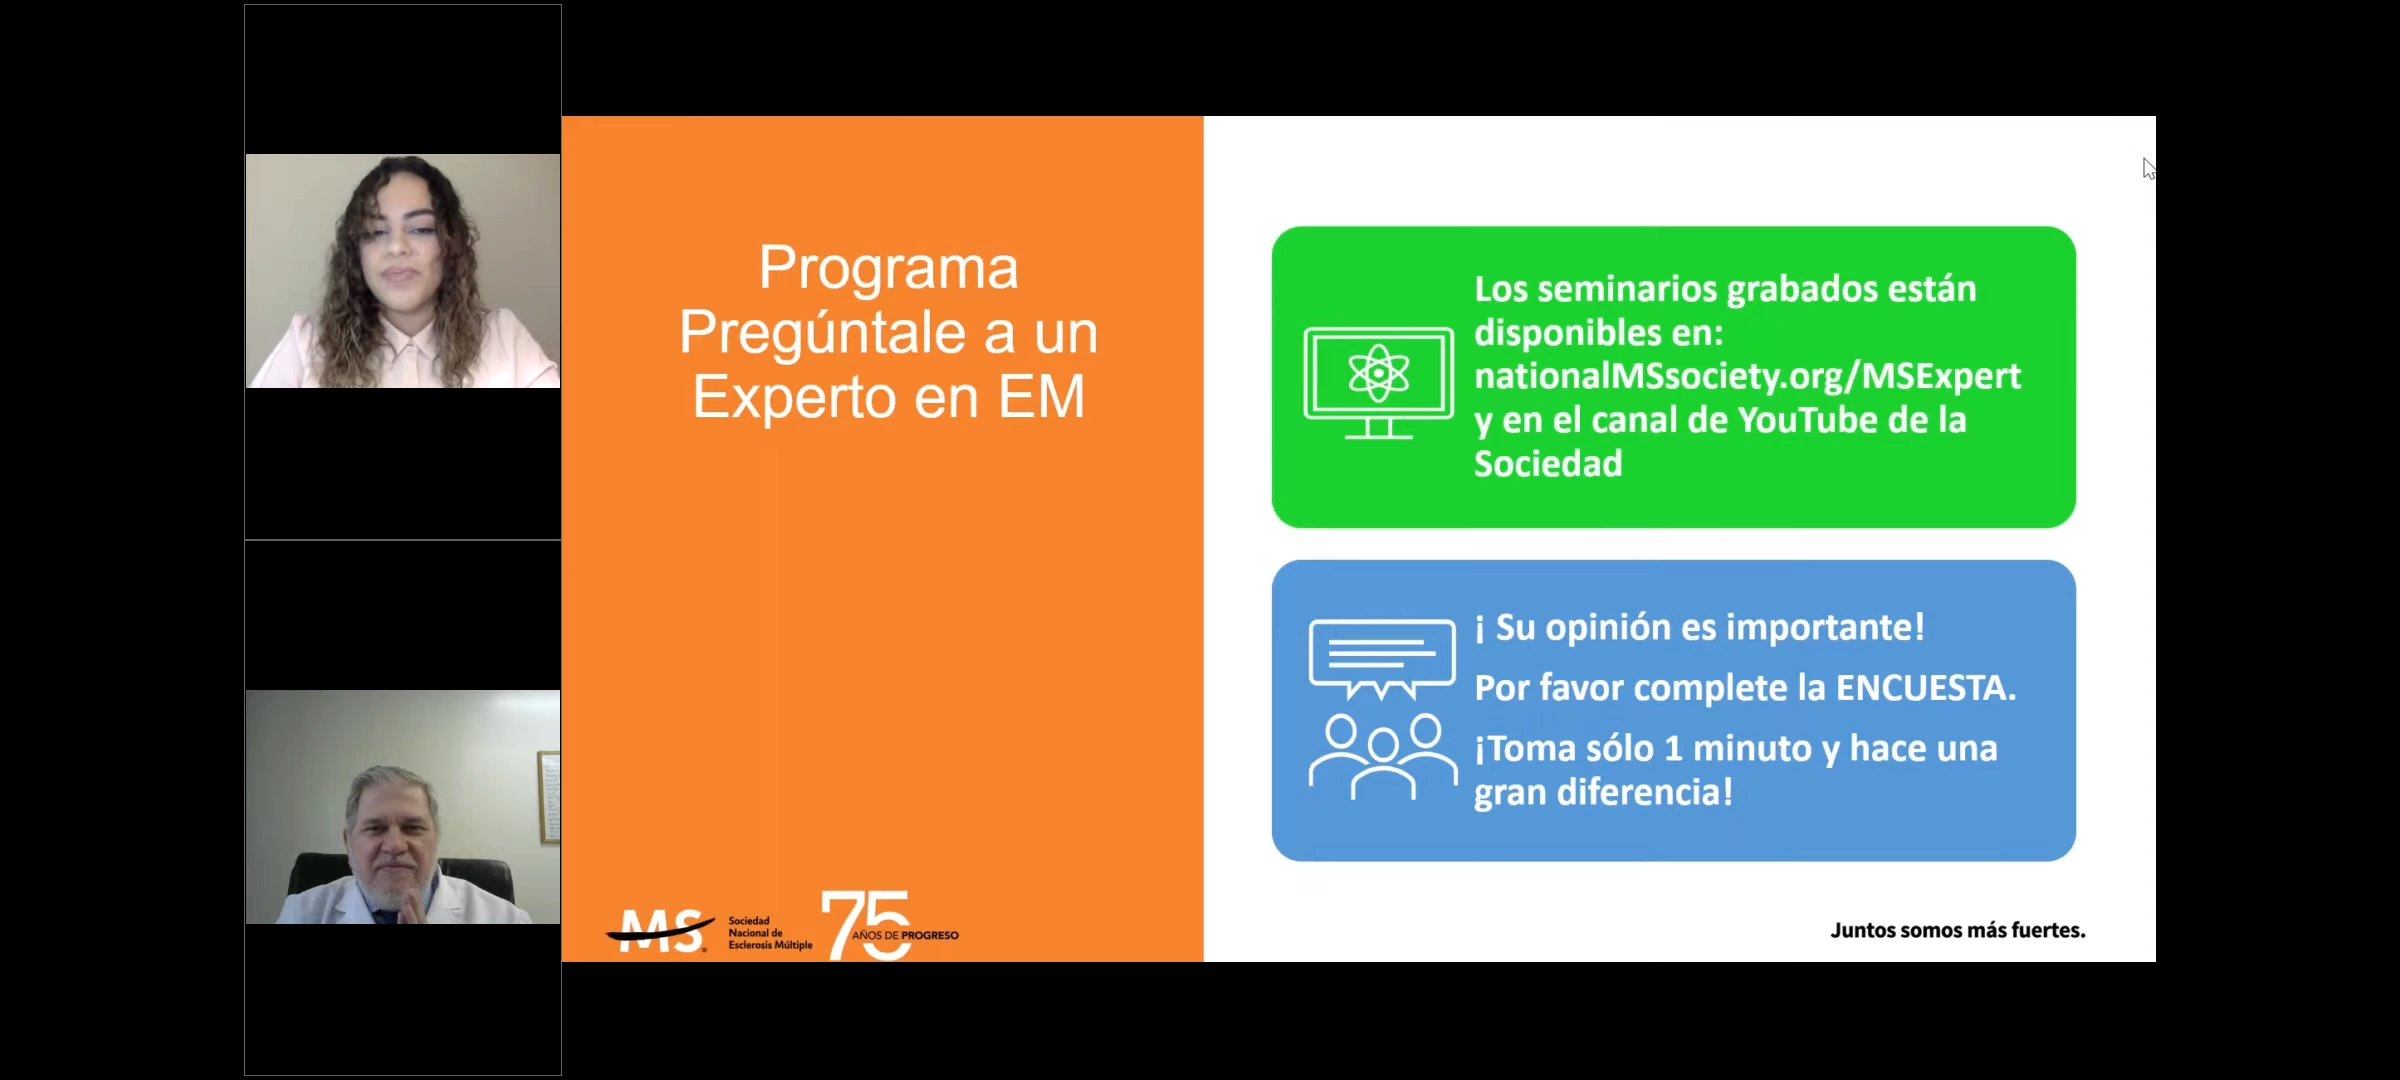 Programa
Pregúntale a un
Experto en EM
Los seminarios grabados están
disponibles en:
nationalMSsociety.org/MSExpert
y en el canal de YouTube de la
Sociedad
¡ Su opinión es importante!
Por favor complete la ENCUESTA.
¡Toma sólo 1 minuto y hace una
gran diferencia!
MS
Sociedad
Nacional de
Esclerosis Múltiple
75
AÑOS DE PROGRESO
Juntos somos más fuertes.